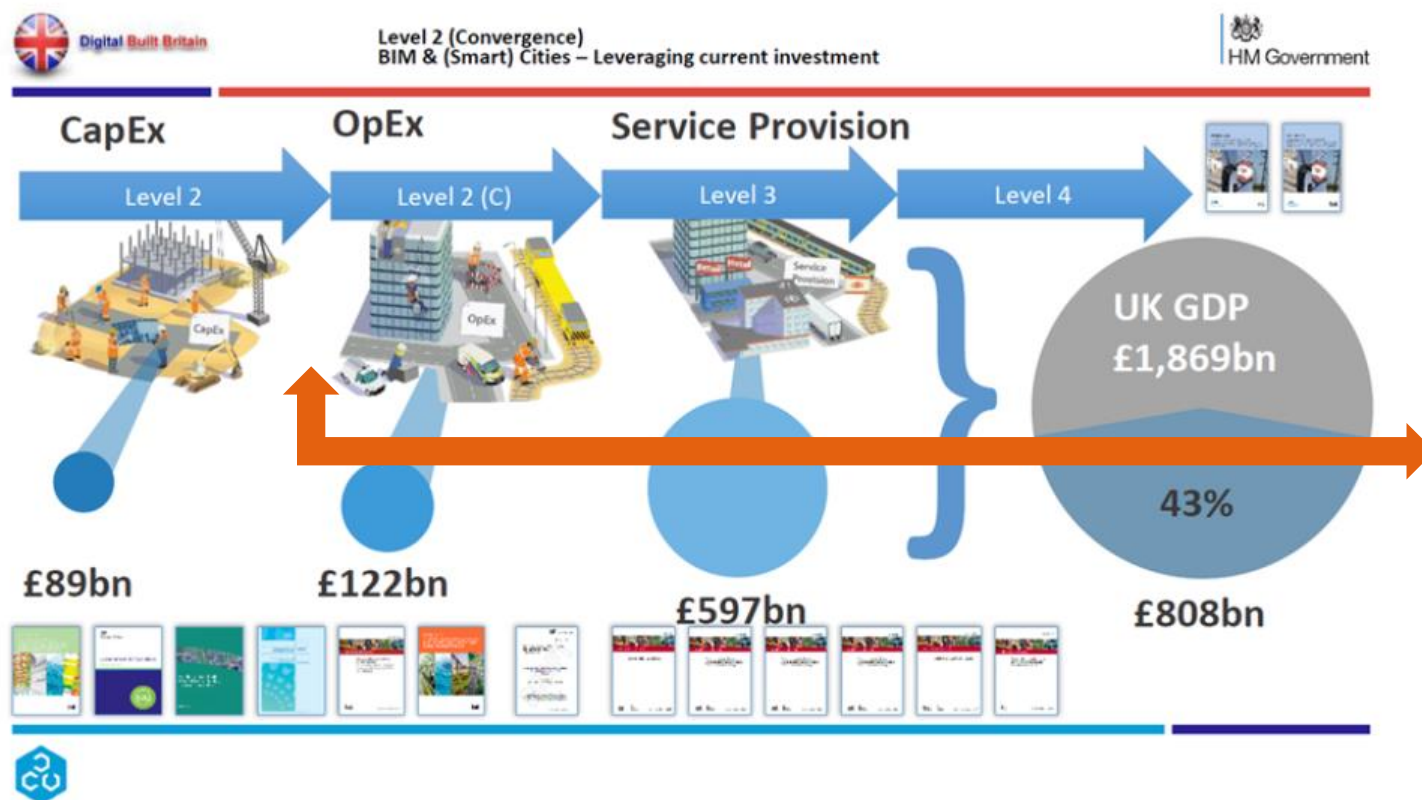 Digital Built Britain
Level 2 (Convergence)
BIM & (Smart) Cities – Leveraging current investment
HM Government
CapEx
OpEx
Service Provision
Level 2
Level 2 (C)
Level 3
Level 4
CapEx
OpEx
Retail
Retail
Service
Provision
UK GDP
£1,869bn
43%
£89bn
£122bn
£597bn
£808bn